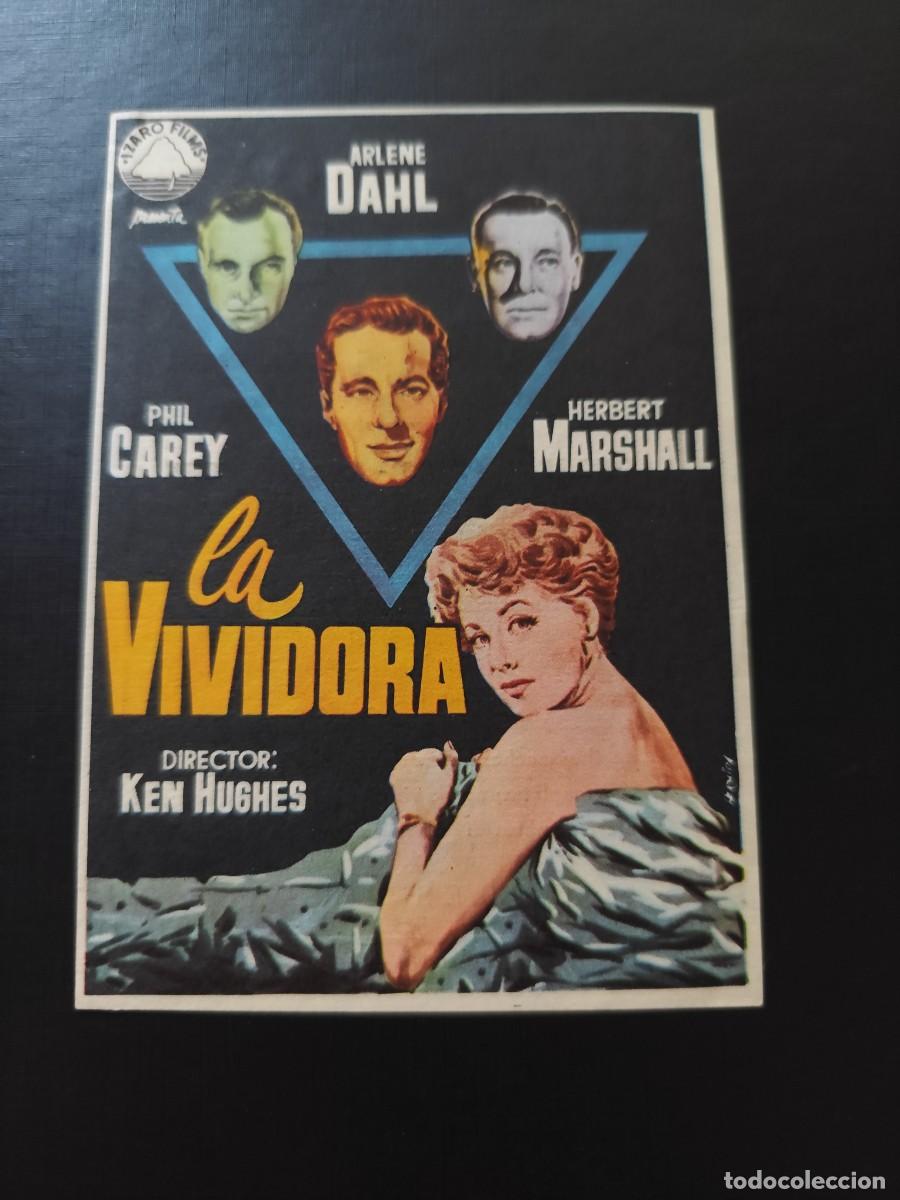 IZARO FILMS
presenta
ARLENE
DAHL
PHIL
CAREY
HERBERT
MARSHALL
la
VIVIDORA
DIRECTOR:
KEN HUGHES
todocoleccion